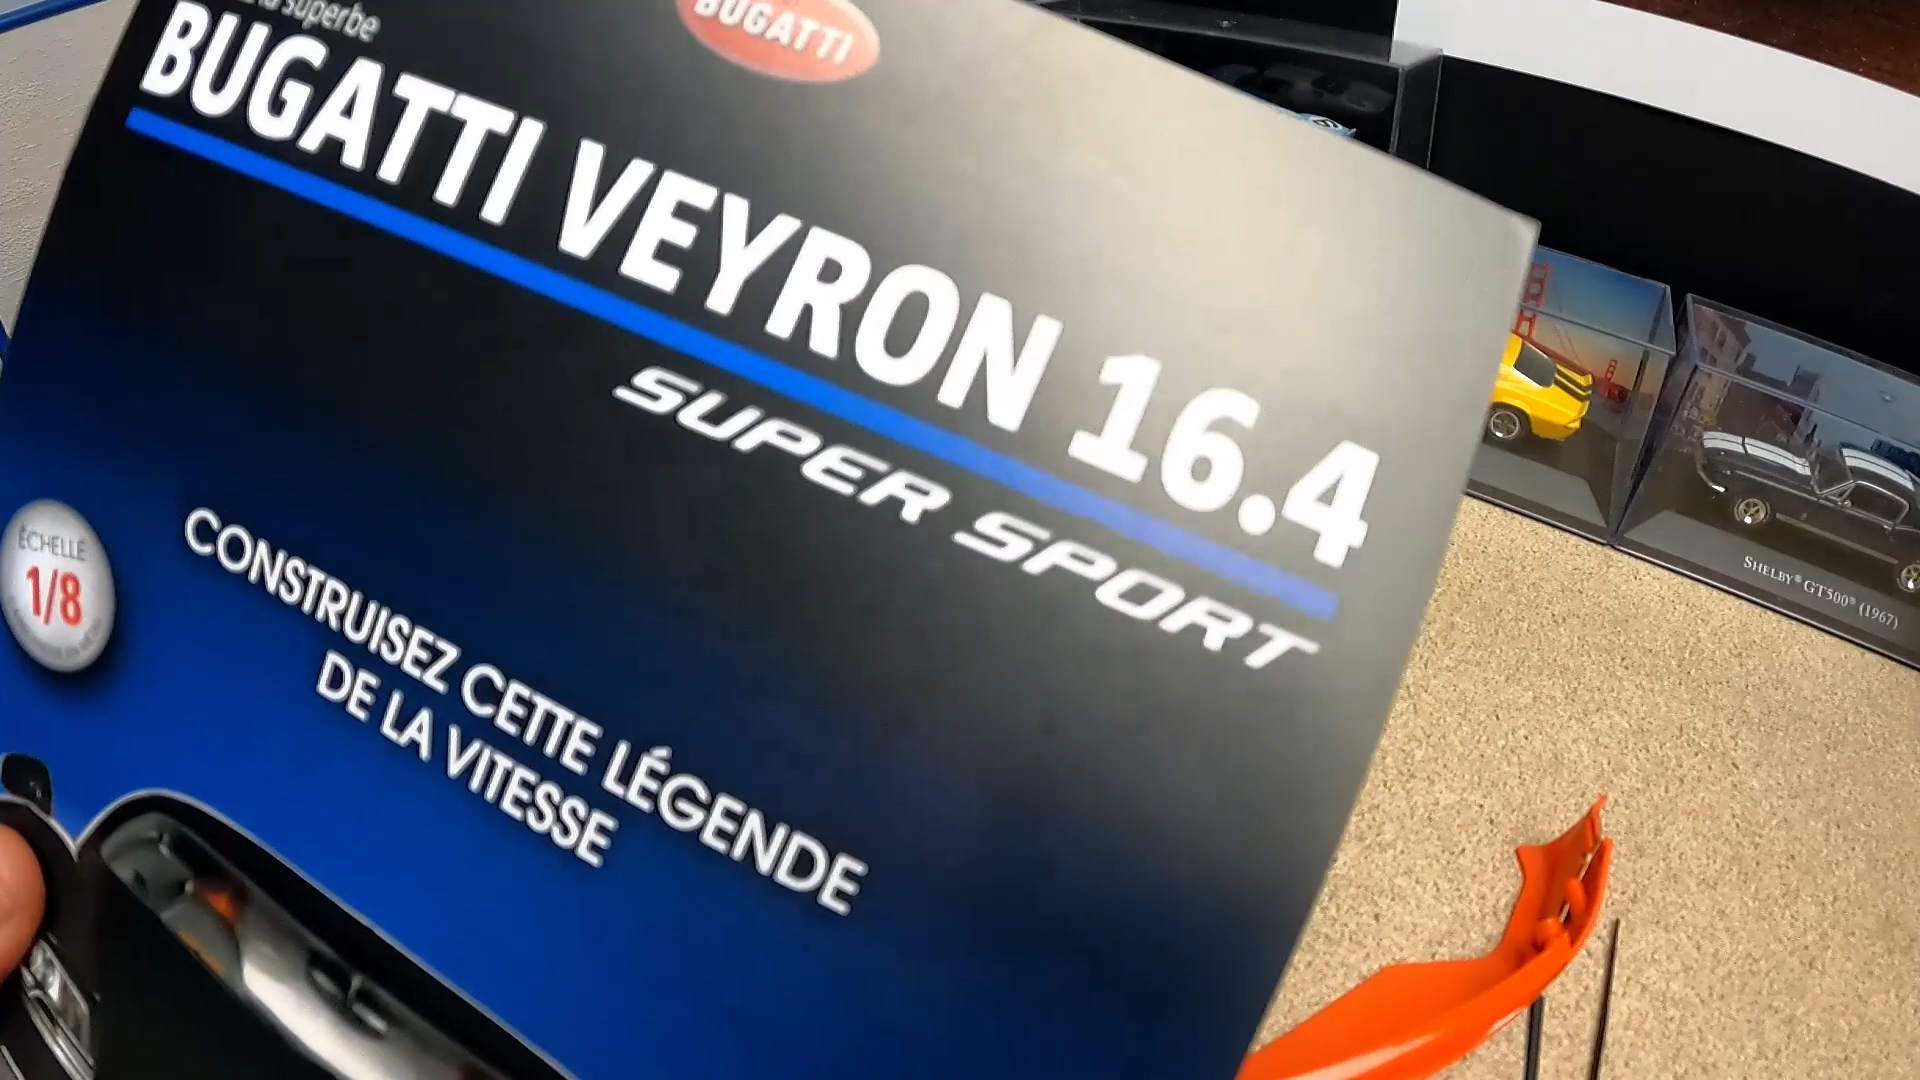 la superbe
BUGATTI
BUGATTI VEYRON 16.4
SUPER SPORT
ÉCHELLE
1/8
CONSTRUISEZ CETTE LÉGENDE
DE LA VITESSE
SHELBY® GT500® (1967)